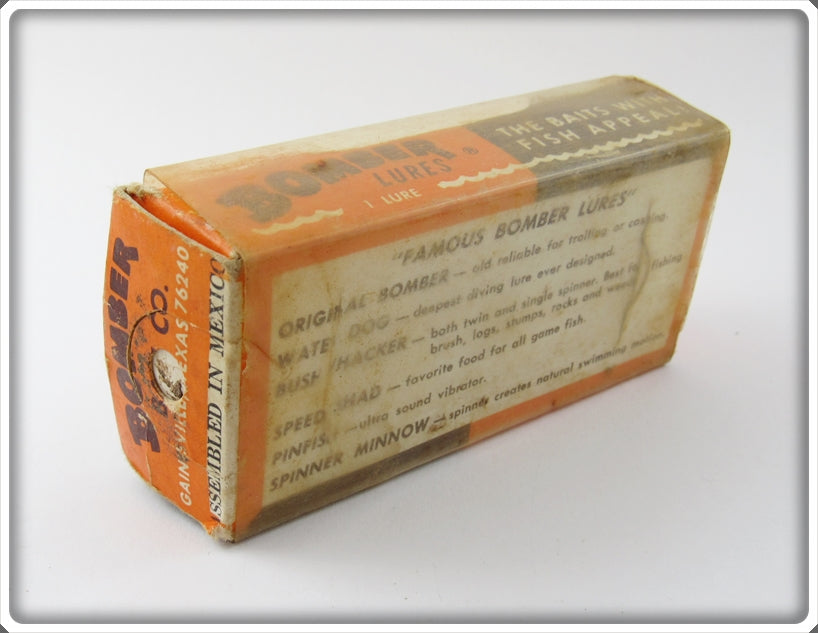 BOMBER
LURES®
1 LURE
THE BAITS WITH
FISH APPEAL!
"FAMOUS BOMBER LURES"
ORIGINAL BOMBER — old reliable for trolling or casting.
WATER DOG — deepest diving lure ever designed.
BUSHWHACKER — both twin and single spinner. Best for fishing
brush, logs, stumps, rocks and weeds.
SPEED SHAD — favorite food for all game fish.
PINFISH — ultra sound vibrator.
SPINNER MINNOW — spinner creates natural swimming motion.
BOMBER
CO.
GAINESVILLE, TEXAS 76240
SSEMBLED IN MEXICO